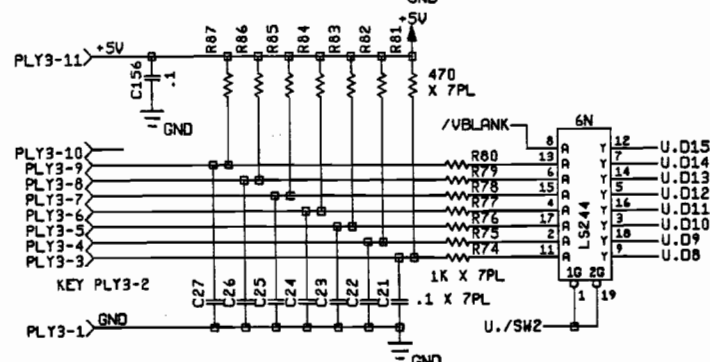 GND
+5V
R87
R86
R85
R84
R83
R82
R81
PLY3-11
+5V
C156
.1
GND
470
X 7PL
/VBLANK
6N
PLY3-10
PLY3-9
PLY3-8
PLY3-7
PLY3-6
PLY3-5
PLY3-4
PLY3-3
R80
R79
R78
R77
R76
R75
R74
8 A Y 12 U.D15
13 A Y 7 U.D14
6 A Y 14 U.D13
15 A Y 5 U.D12
4 A Y 16 U.D11
17 A Y 3 U.D10
2 A Y 18 U.D9
11 A Y 9 U.D8
LS244
1G 2G
1 19
1K X 7PL
KEY PLY3-2
C27
C26
C25
C24
C23
C22
C21
.1 X 7PL
PLY3-1
GND
U./SW2
GND